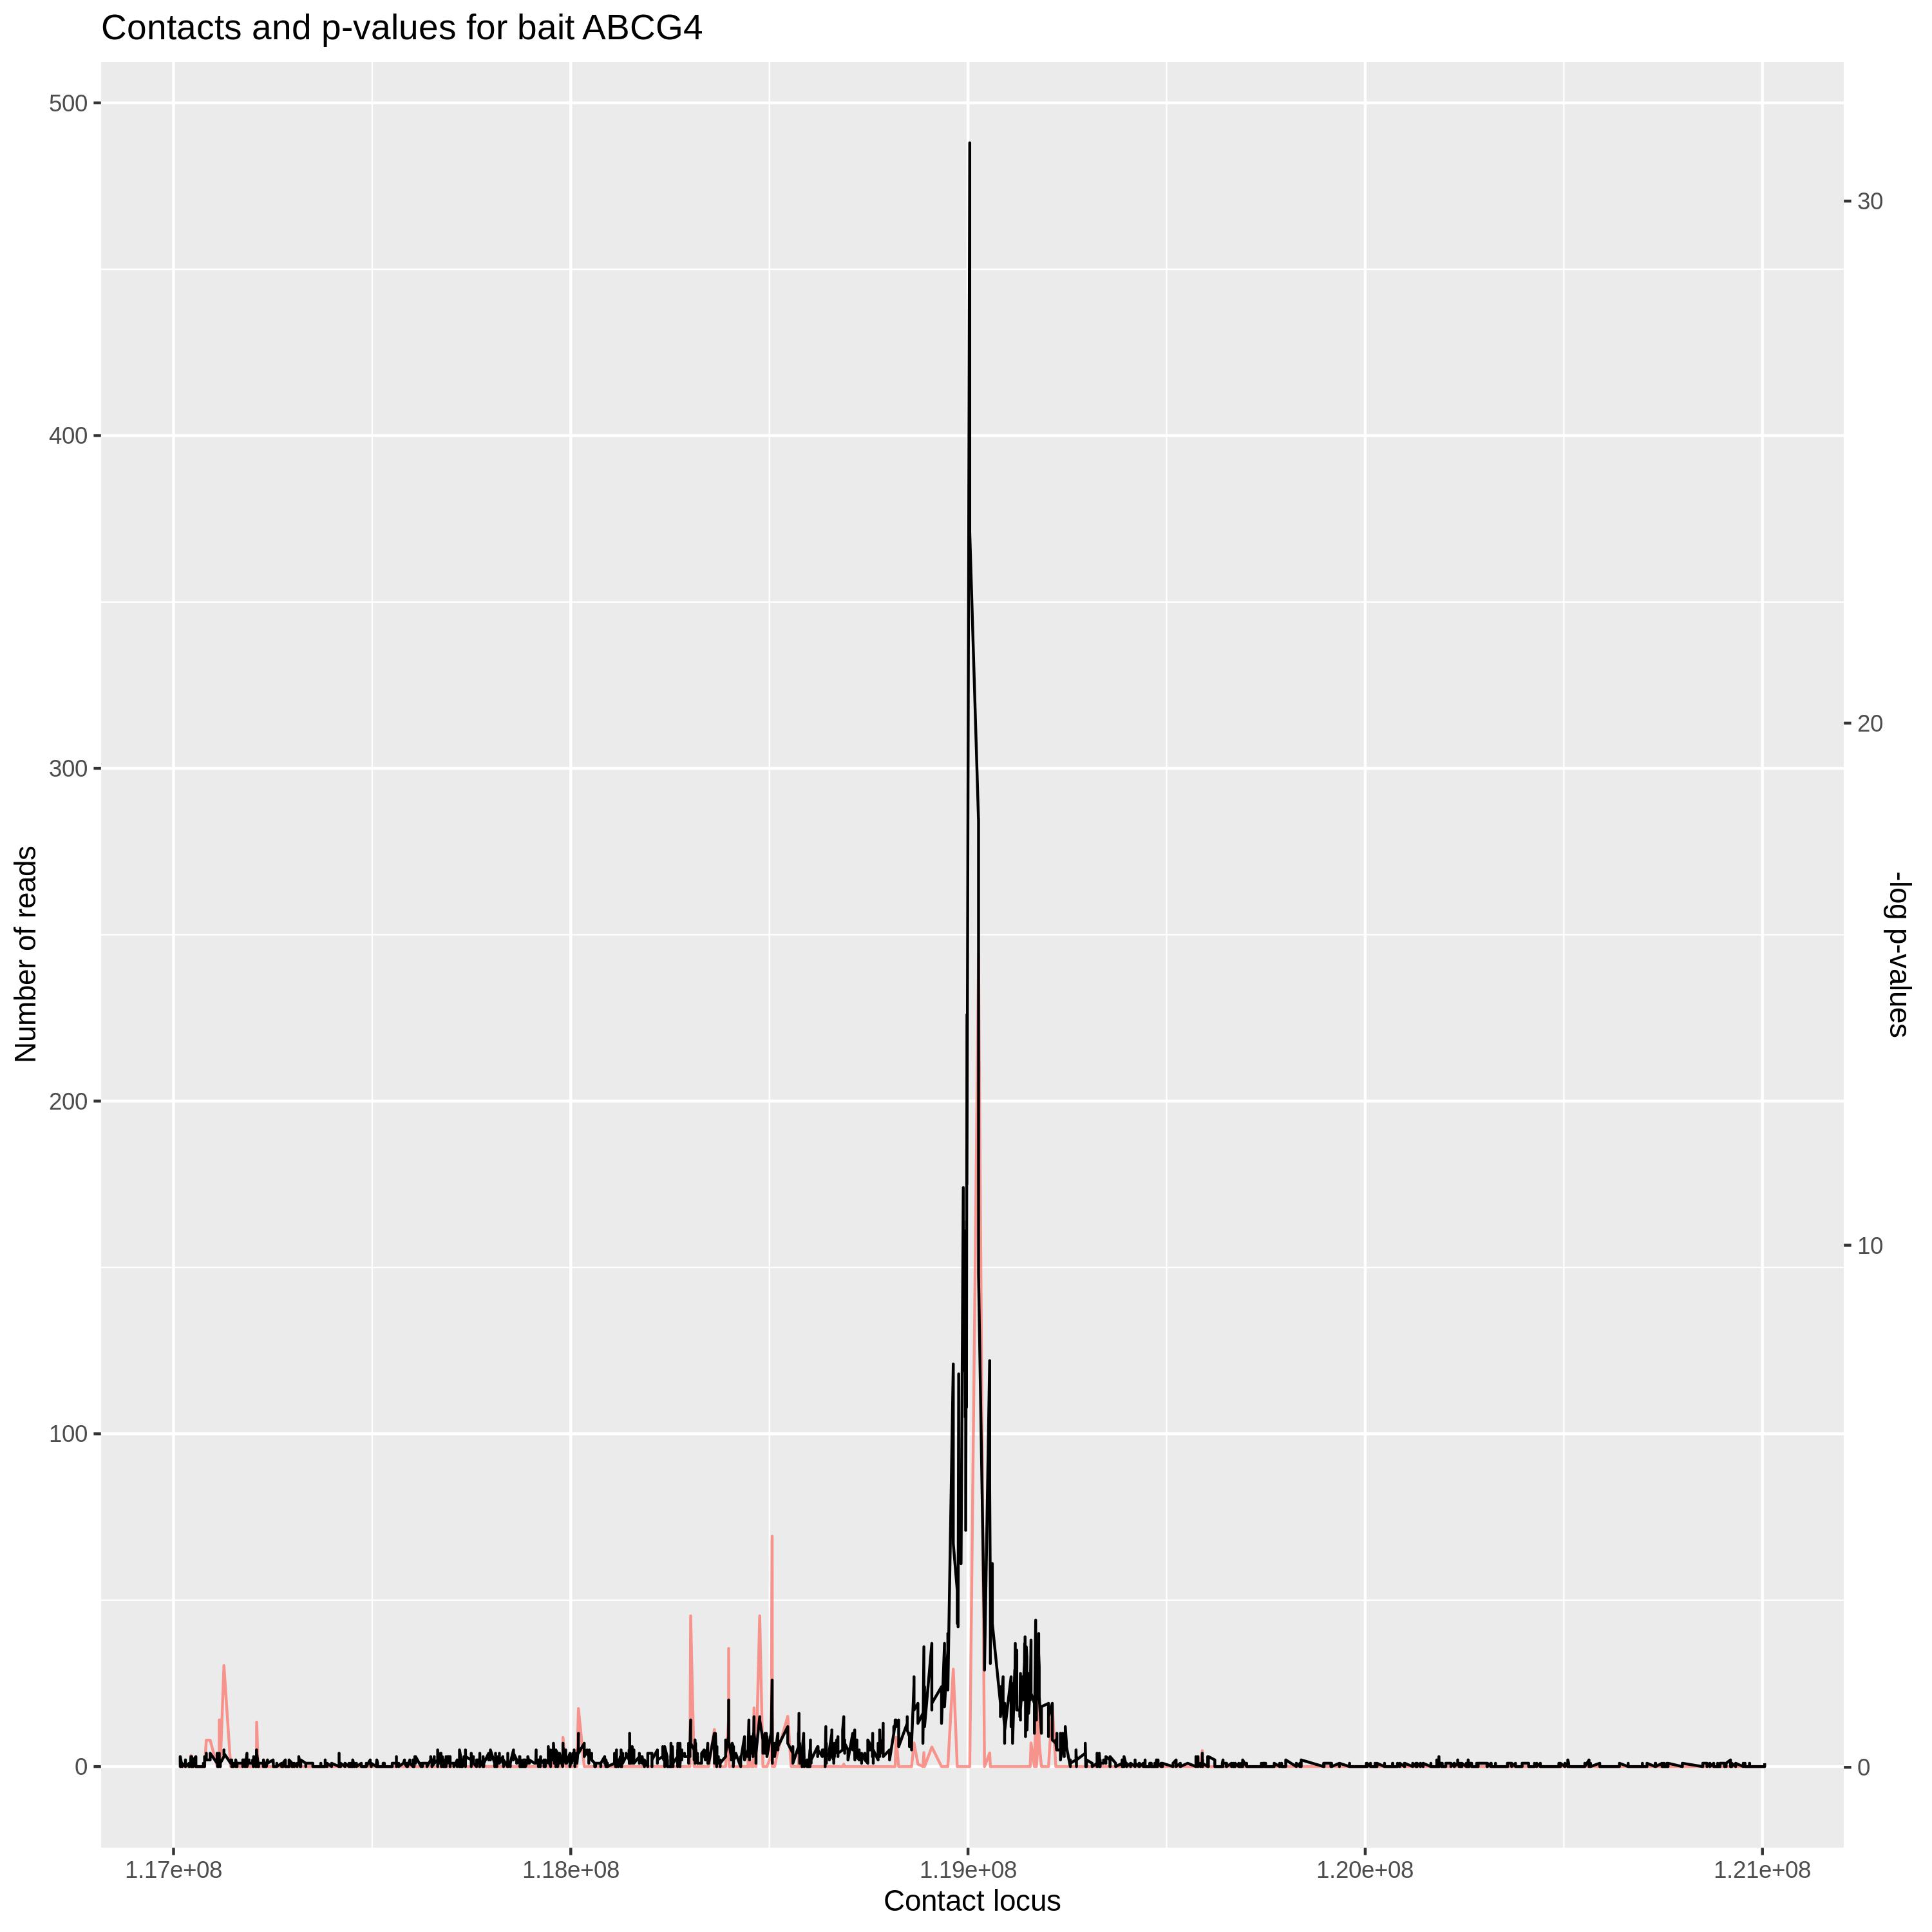 Contacts and p-values for bait ABCG4
500
400
300
200
100
0
Number of reads
30
20
10
0
-log p-values
1.17e+08
1.18e+08
1.19e+08
1.20e+08
1.21e+08
Contact locus